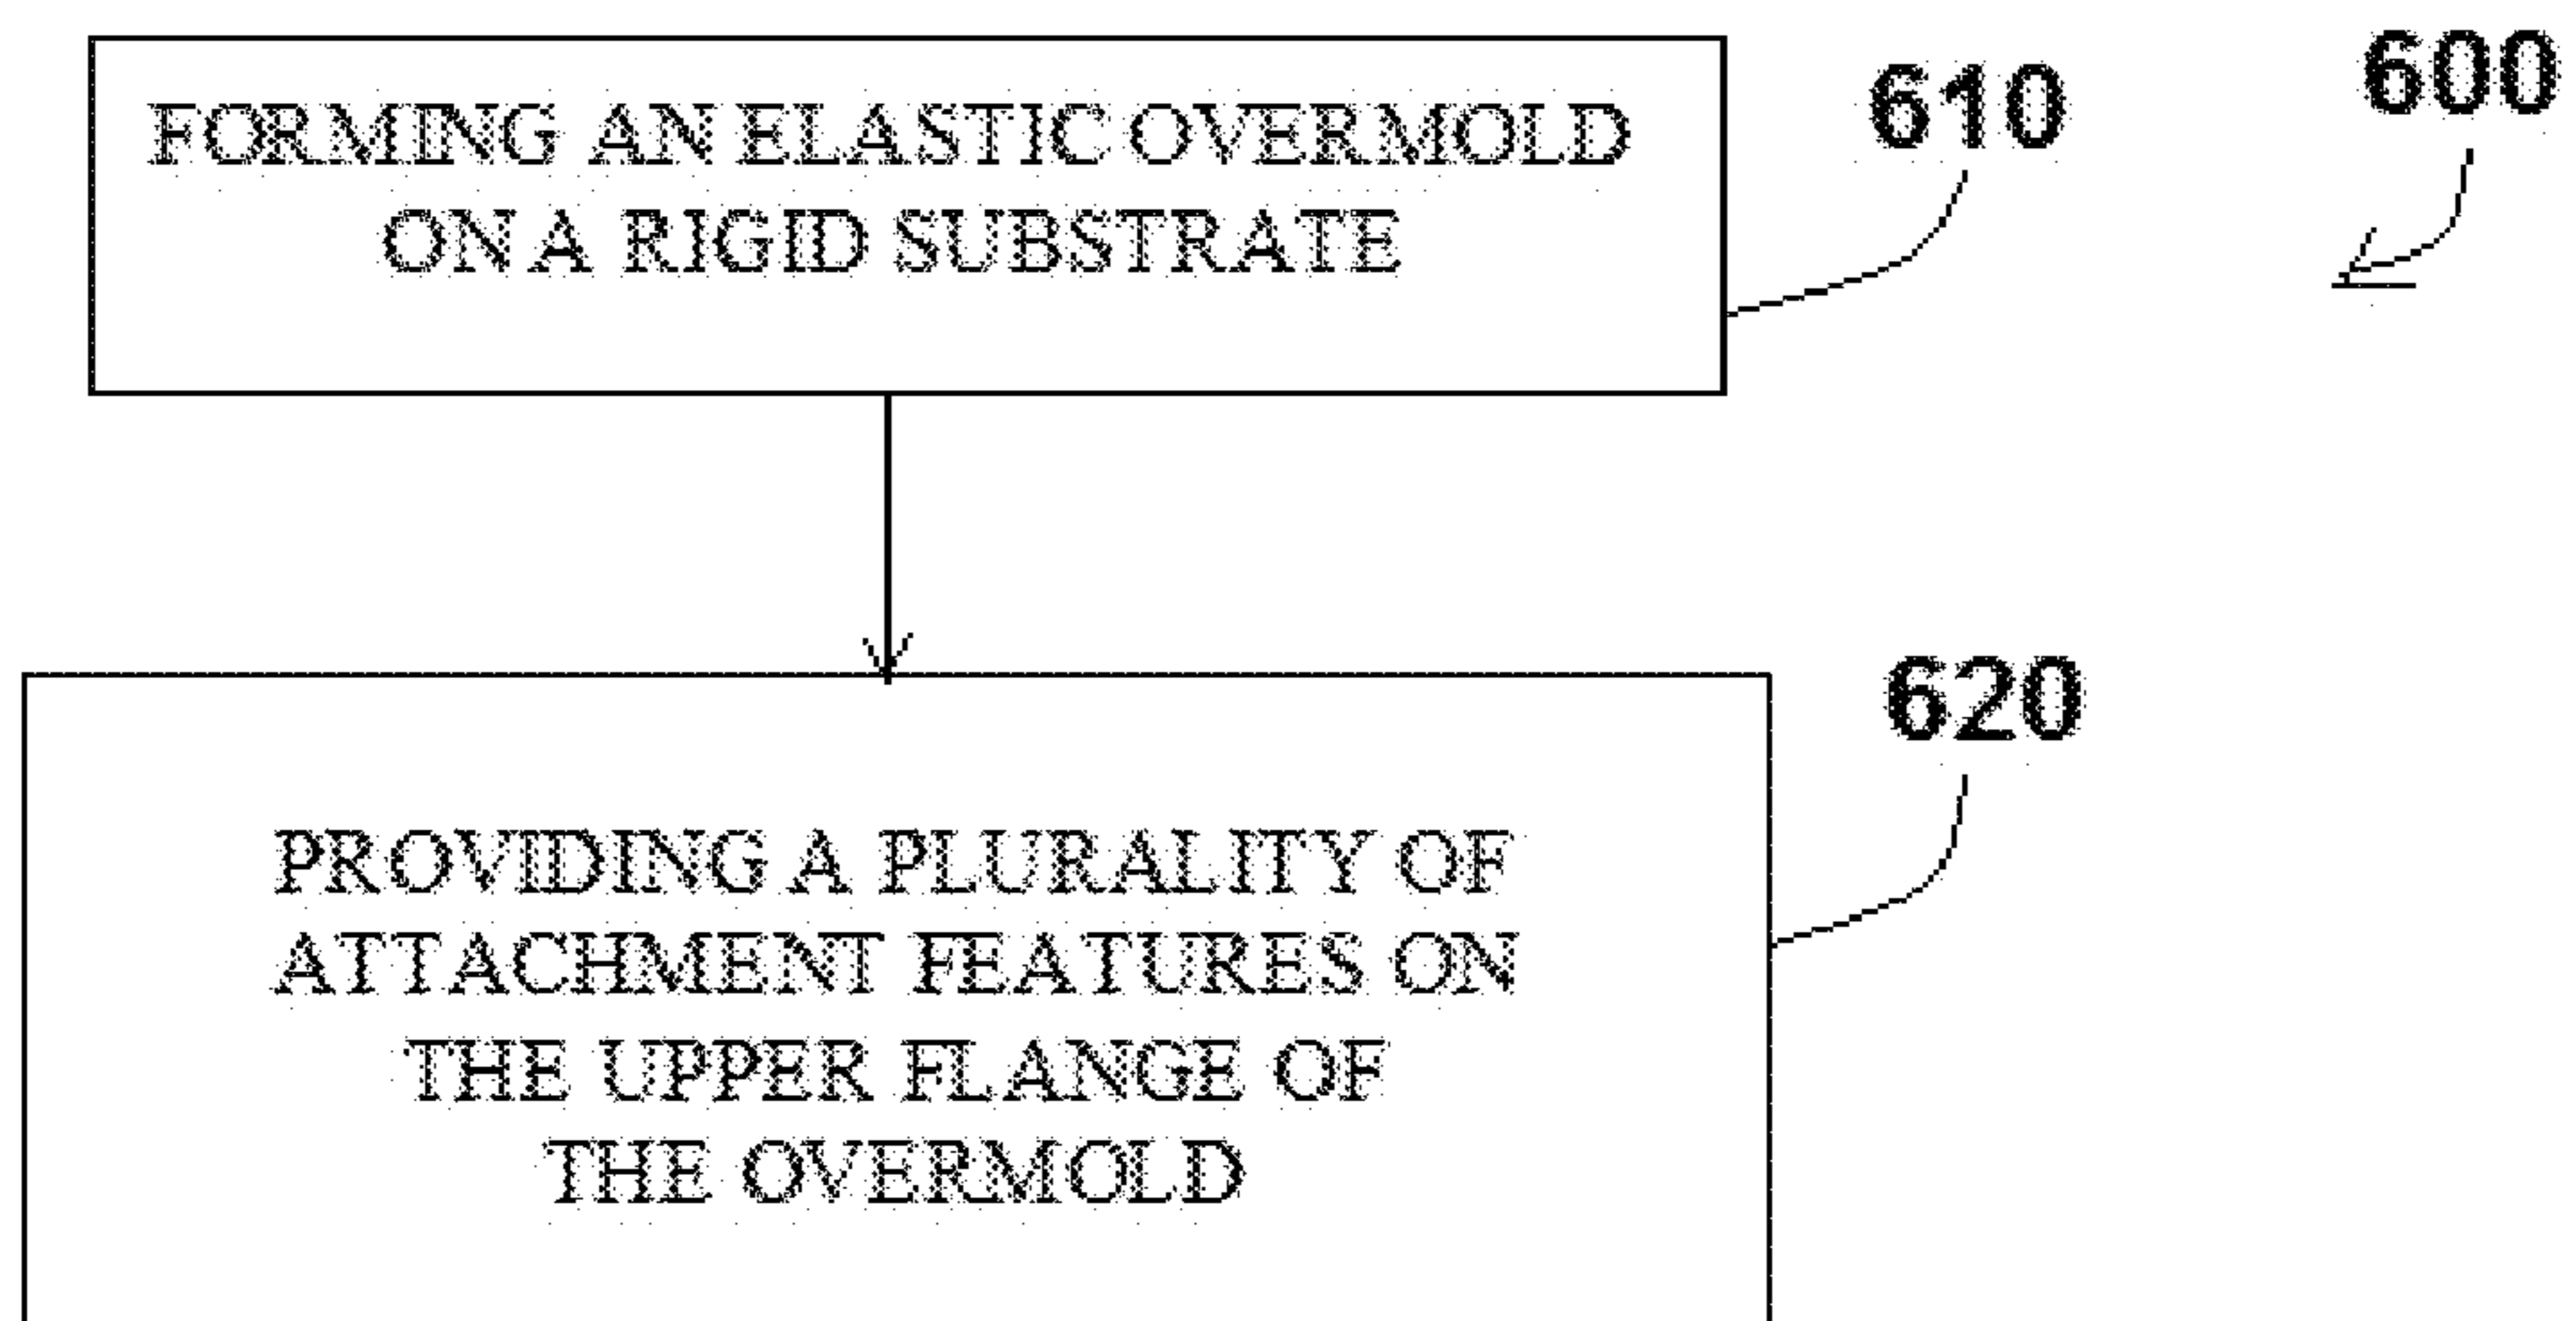 FORMING AN ELASTIC OVERMOLD
ON A RIGID SUBSTRATE
610
600
PROVIDING A PLURALITY OF
ATTACHMENT FEATURES ON
THE UPPER FLANGE OF
THE OVERMOLD
620